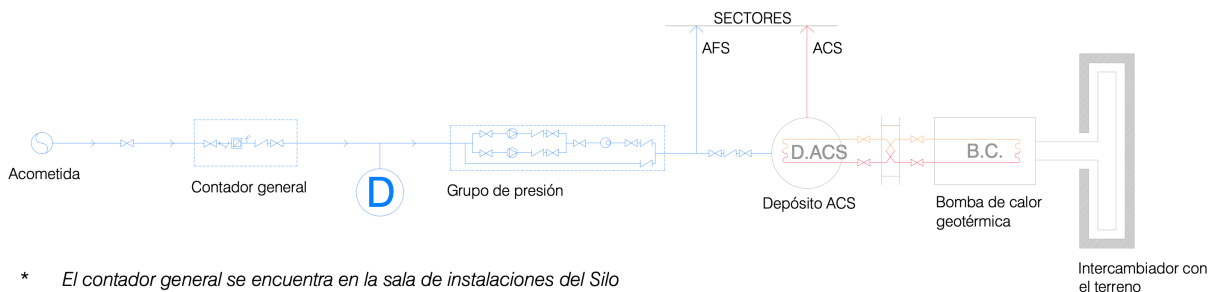 SECTORES
AFS
ACS
Acometida
Contador general
D
Grupo de presión
D.ACS
Depósito ACS
B.C.
Bomba de calor
geotérmica
Intercambiador con
el terreno
* El contador general se encuentra en la sala de instalaciones del Silo